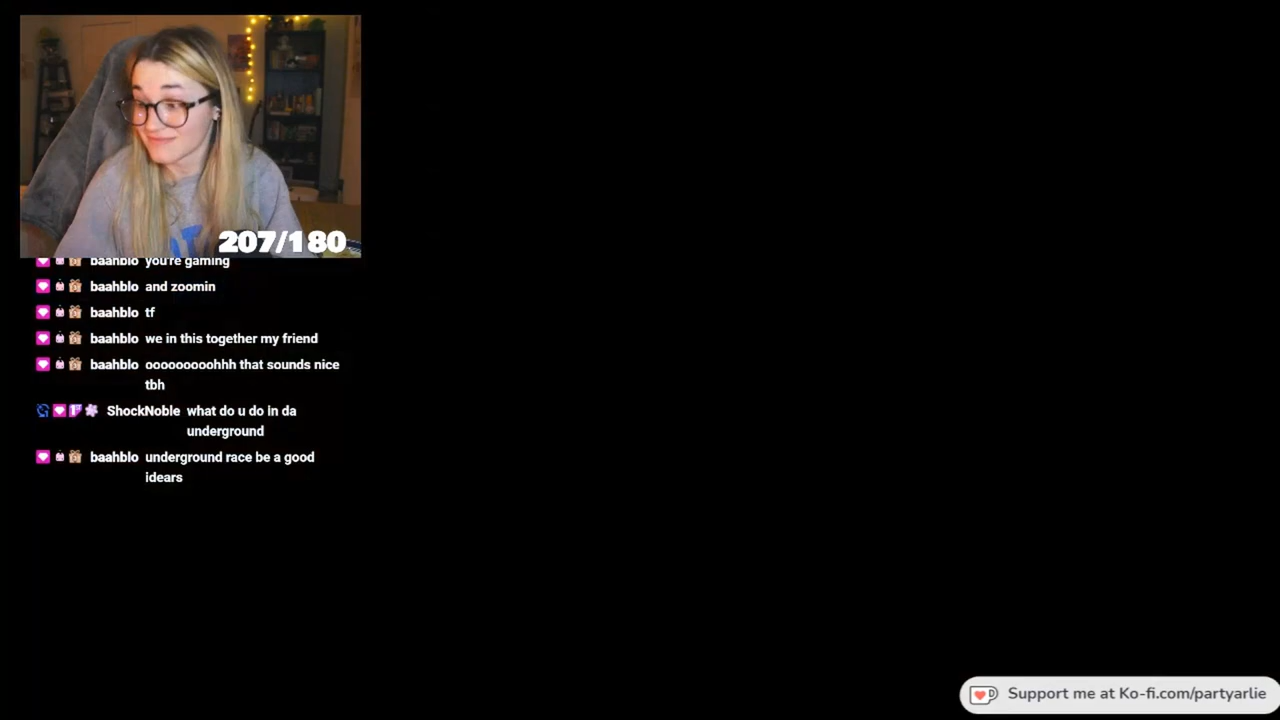 207/180
baahblo you're gaming
baahblo and zoomin
baahblo tf
baahblo we in this together my friend
baahblo ooooooooohhh that sounds nice
tbh
ShockNoble what do u do in da
underground
baahblo underground race be a good
idears
Support me at Ko-fi.com/partyarlie